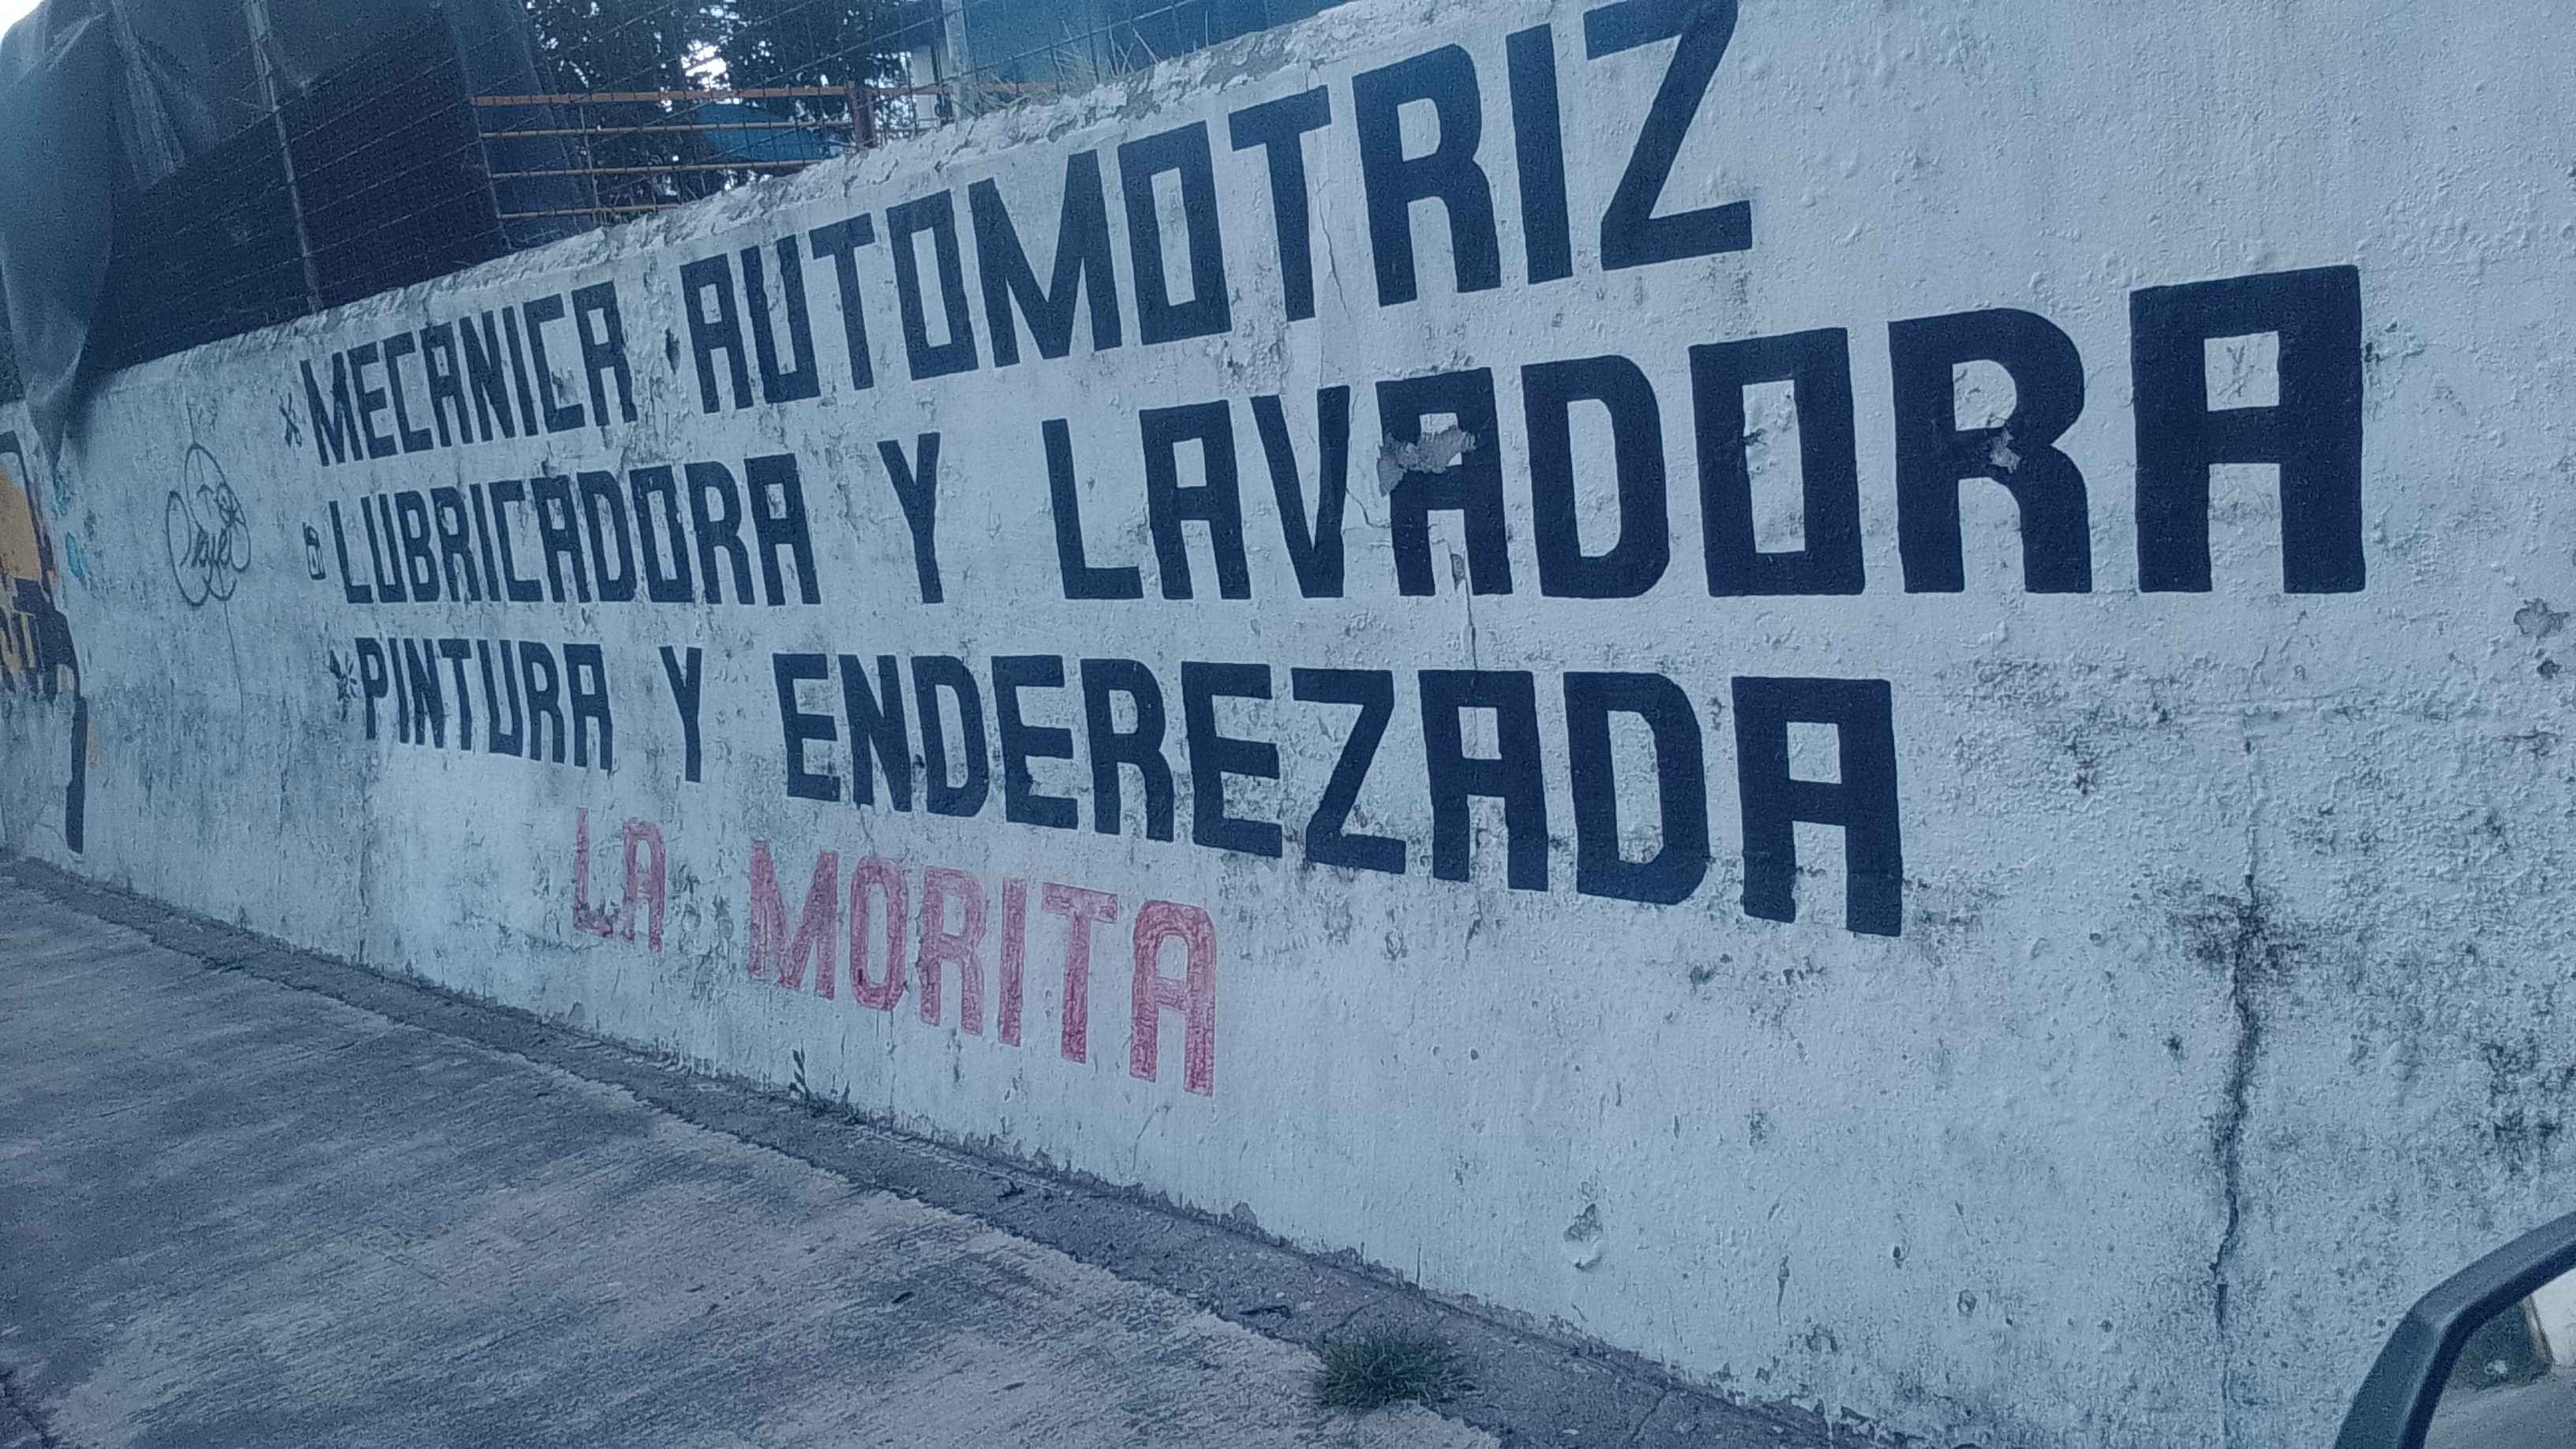 MECANICA AUTOMOTRIZ
LUBRICADORA Y LAVADORA
PINTURA Y ENDEREZADA
LA MORITA